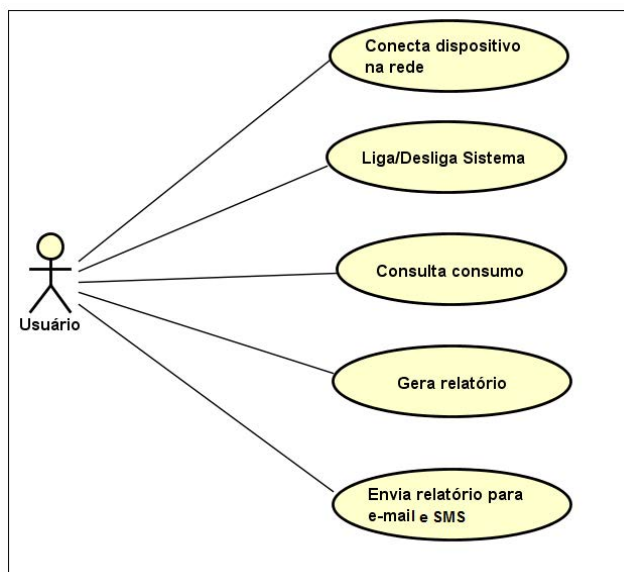 Conecta dispositivo
na rede
Liga/Desliga Sistema
Consulta consumo
Usuário
Gera relatório
Envia relatório para
e-mail e SMS